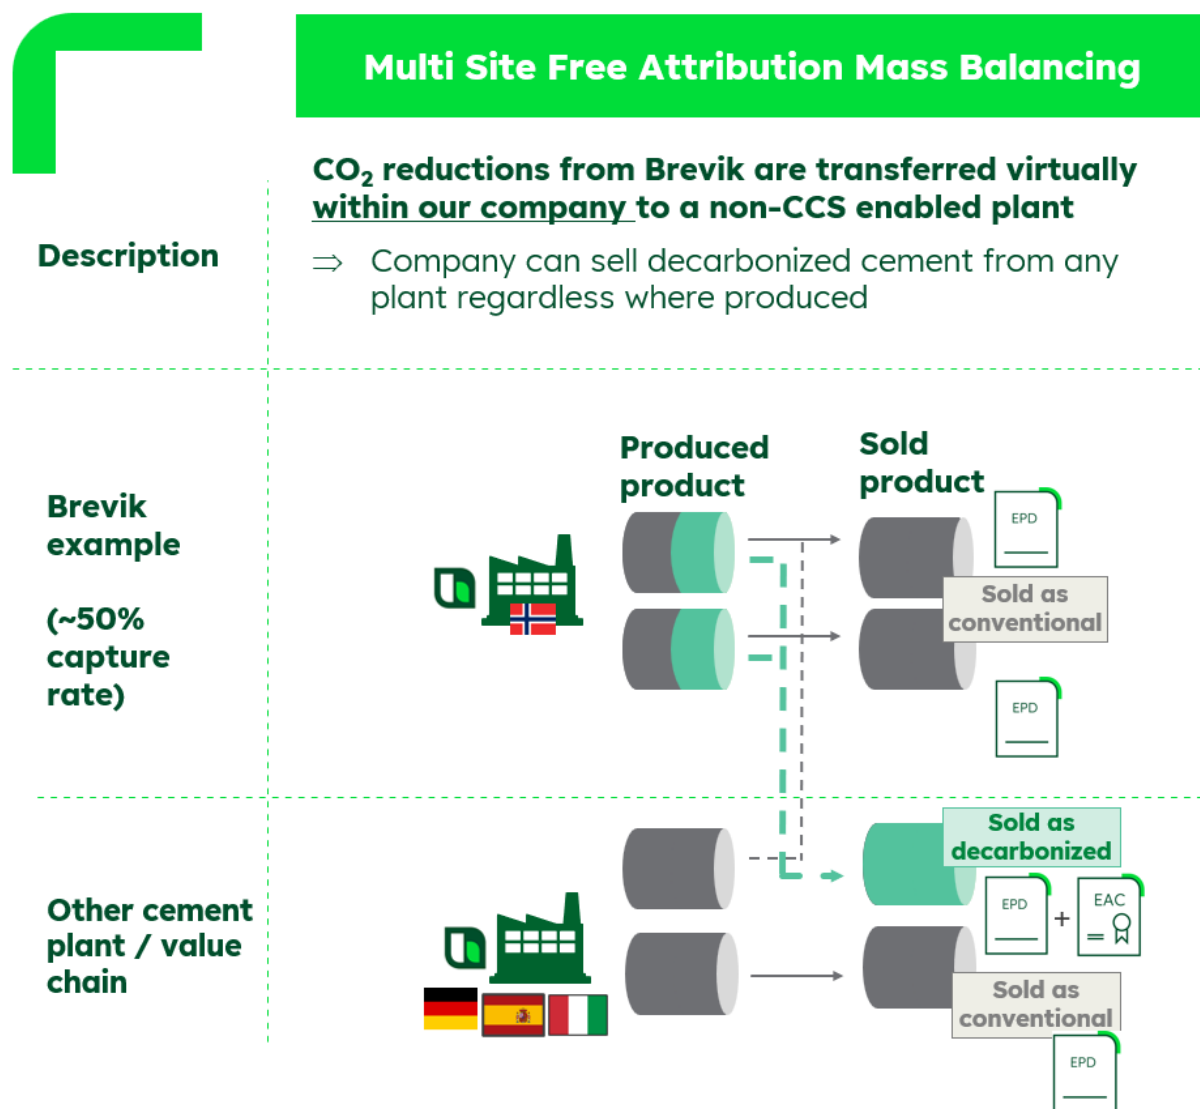 Multi Site Free Attribution Mass Balancing
CO₂ reductions from Brevik are transferred virtually
within our company to a non-CCS enabled plant
Description
⇒ Company can sell decarbonized cement from any
plant regardless where produced
Produced
product
Sold
product
Brevik
example
(~50%
capture
rate)
EPD
Sold as
conventional
EPD
Other cement
plant / value
chain
Sold as
decarbonized
EPD
+
EAC
Sold as
conventional
EPD